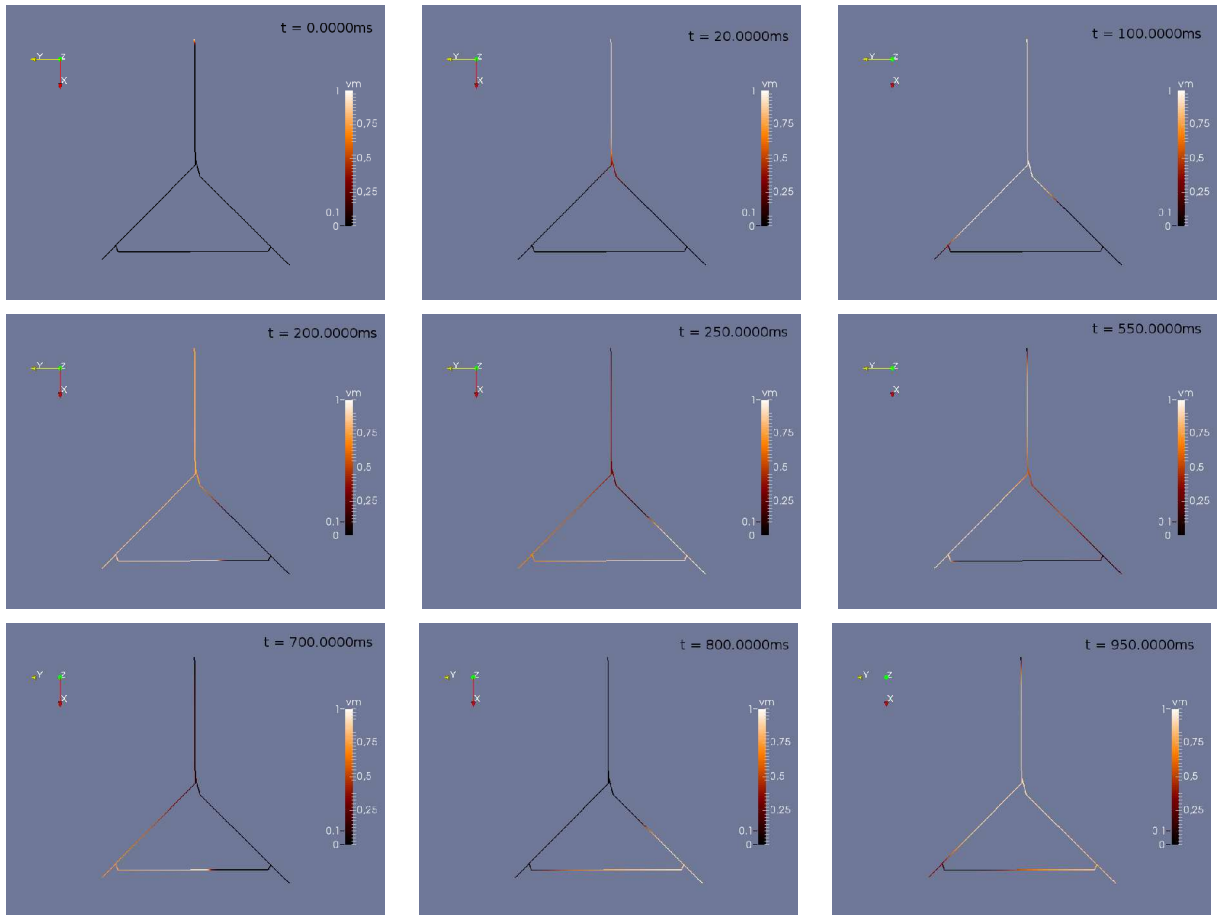 t = 0.0000ms
Y Z
X
vm
1
0,75
0,5
0,25
0.1
0
t = 20.0000ms
Y Z
X
vm
1
0,75
0,5
0,25
0.1
0
t = 100.0000ms
Y Z
X
vm
1
0,75
0,5
0,25
0.1
0
t = 200.0000ms
Y Z
X
vm
1
0,75
0,5
0,25
0.1
0
t = 250.0000ms
Y Z
X
vm
1
0,75
0,5
0,25
0.1
0
t = 550.0000ms
Y Z
X
vm
1
0,75
0,5
0,25
0.1
0
t = 700.0000ms
Y Z
X
vm
1
0,75
0,5
0,25
0.1
0
t = 800.0000ms
Y Z
X
vm
1
0,75
0,5
0,25
0.1
0
t = 950.0000ms
Y Z
X
vm
1
0,75
0,5
0,25
0.1
0